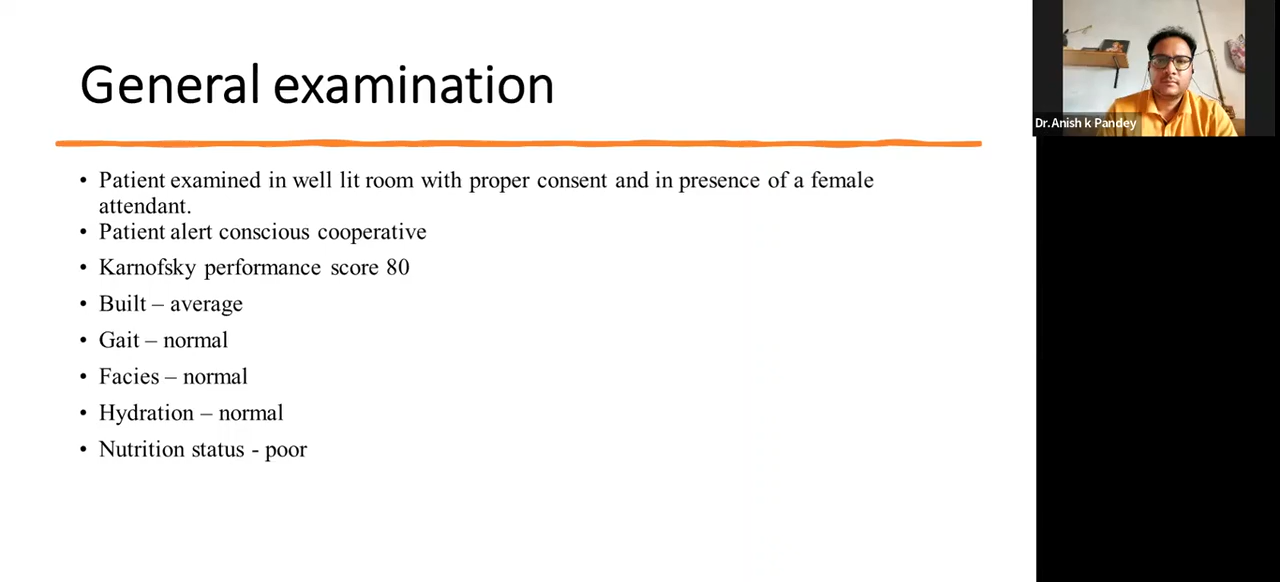 General examination
• Patient examined in well lit room with proper consent and in presence of a female
attendant.
• Patient alert conscious cooperative
• Karnofsky performance score 80
• Built – average
• Gait – normal
• Facies – normal
• Hydration – normal
• Nutrition status - poor
Dr.Anish k Pandey